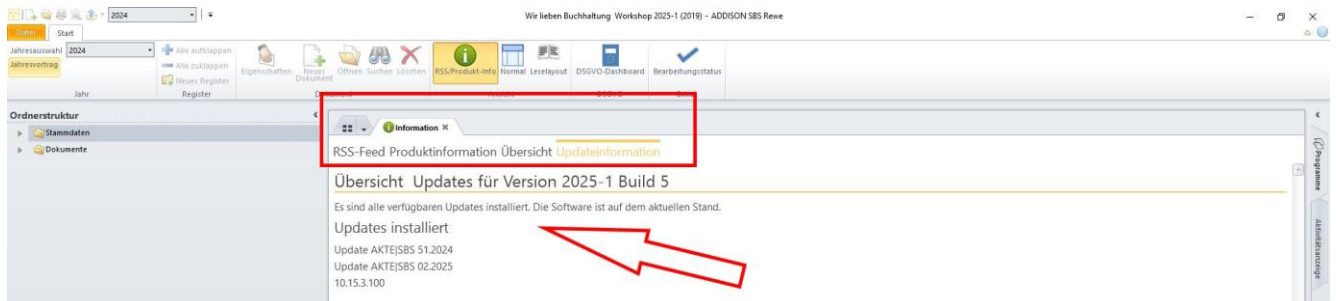 2024
Wir lieben Buchhaltung Workshop 2025-1 (2019) – ADDISON SBS Rewe
Datei Start
Jahresauswahl 2024
Jahresvortrag
Jahr
Alle aufklappen
Alle zuklappen
Neues Register
Register
Eigenschaften Neues Dokument Öffnen Suchen Löschen
RSS/Produkt-Info Normal Leselayout
DSGVO-Dashboard Bearbeitungsstatus
Ordnerstruktur
Stammdaten
Dokumente
Information
RSS-Feed Produktinformation Übersicht Updateinformation
Übersicht Updates für Version 2025-1 Build 5
Es sind alle verfügbaren Updates installiert. Die Software ist auf dem aktuellen Stand.
Updates installiert
Update AKTE|SBS 51.2024
Update AKTE|SBS 02.2025
10.15.3.100
Programme
Aktivitätsanzeige